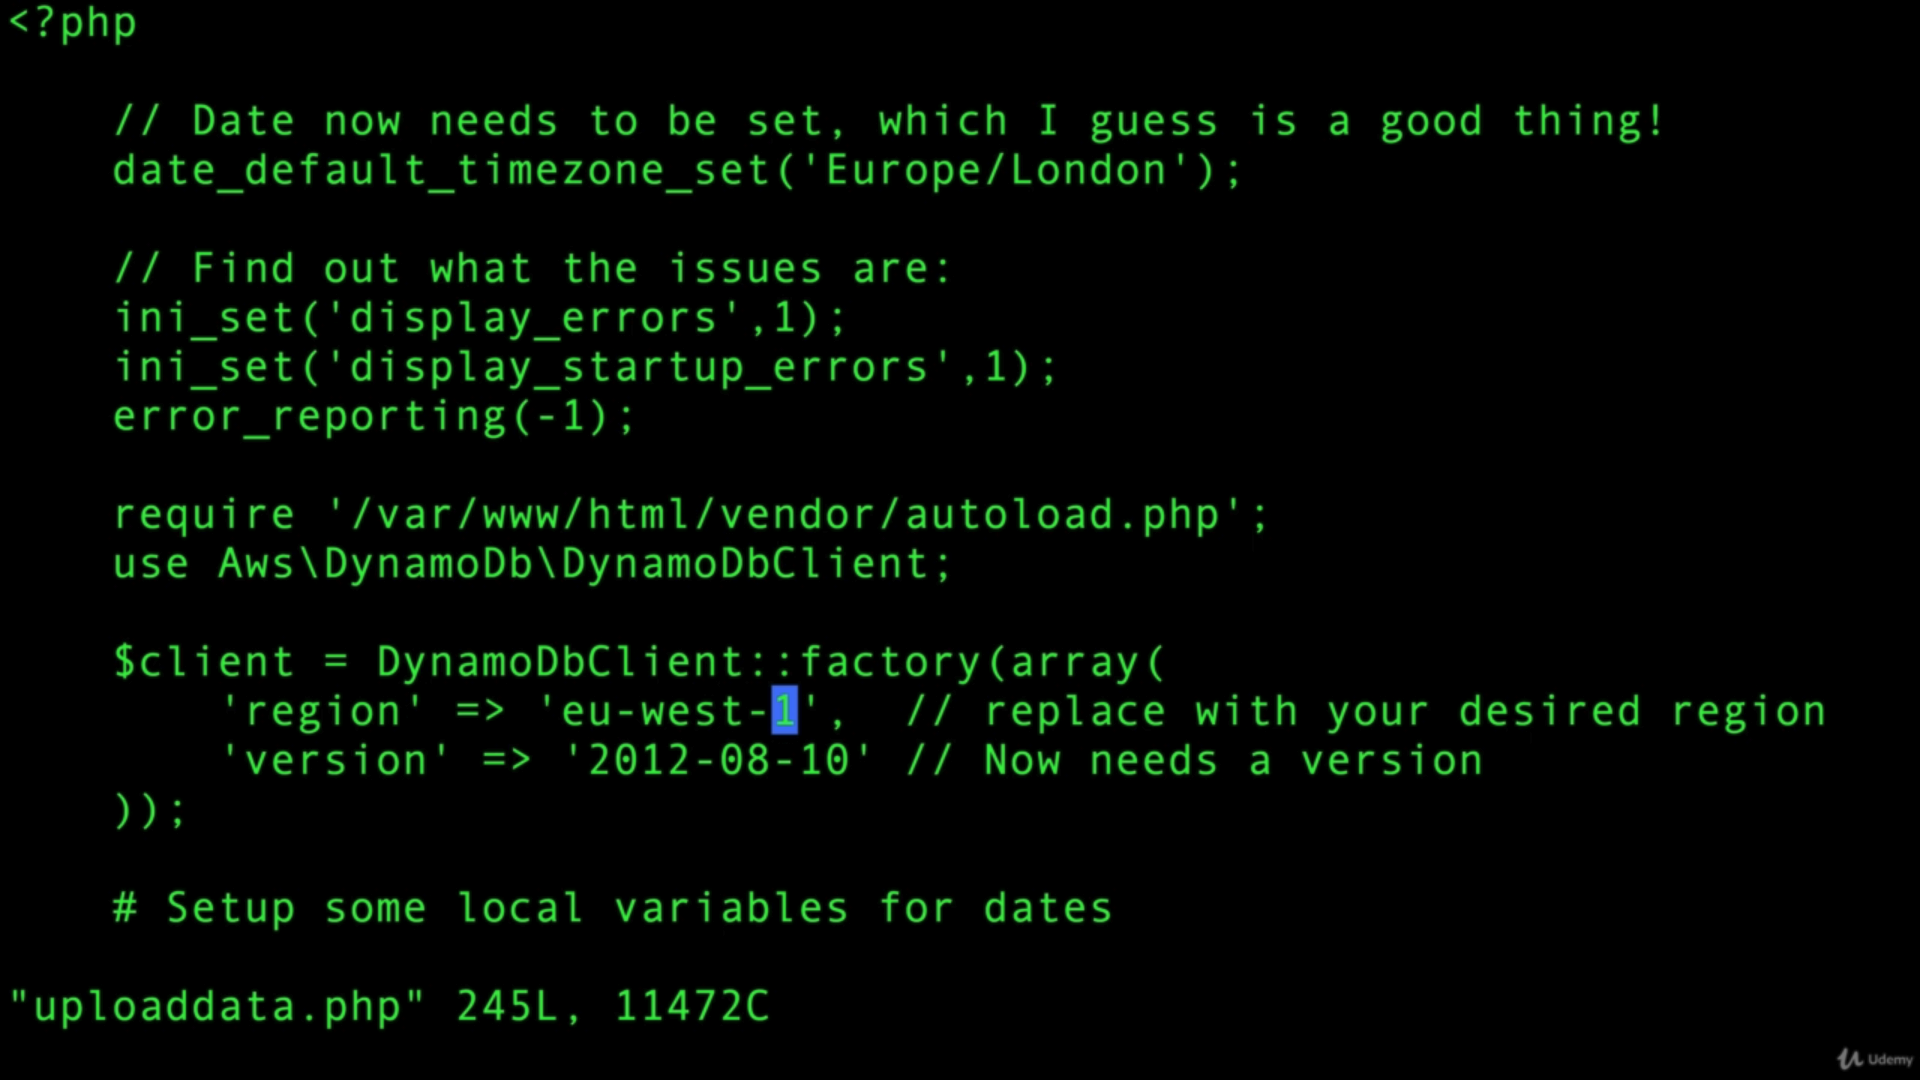 <?php
// Date now needs to be set, which I guess is a good thing!
date_default_timezone_set('Europe/London');
// Find out what the issues are:
ini_set('display_errors',1);
ini_set('display_startup_errors',1);
error_reporting(-1);
require '/var/www/html/vendor/autoload.php';
use Aws\DynamoDb\DynamoDbClient;
$client = DynamoDbClient::factory(array(
'region' => 'eu-west-1',  // replace with your desired region
'version' => '2012-08-10' // Now needs a version
));
# Setup some local variables for dates
"uploaddata.php" 245L, 11472C
Udemy